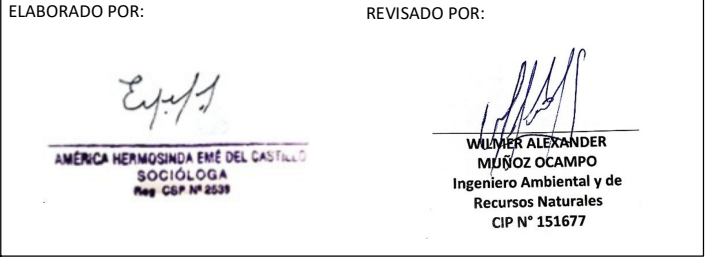 ELABORADO POR:
REVISADO POR:
AMÉRICA HERMOSINDA EMÉ DEL CASTILLO
SOCIÓLOGA
Reg CSP Nº 2539
WILMER ALEXANDER
MUÑOZ OCAMPO
Ingeniero Ambiental y de
Recursos Naturales
CIP N° 151677